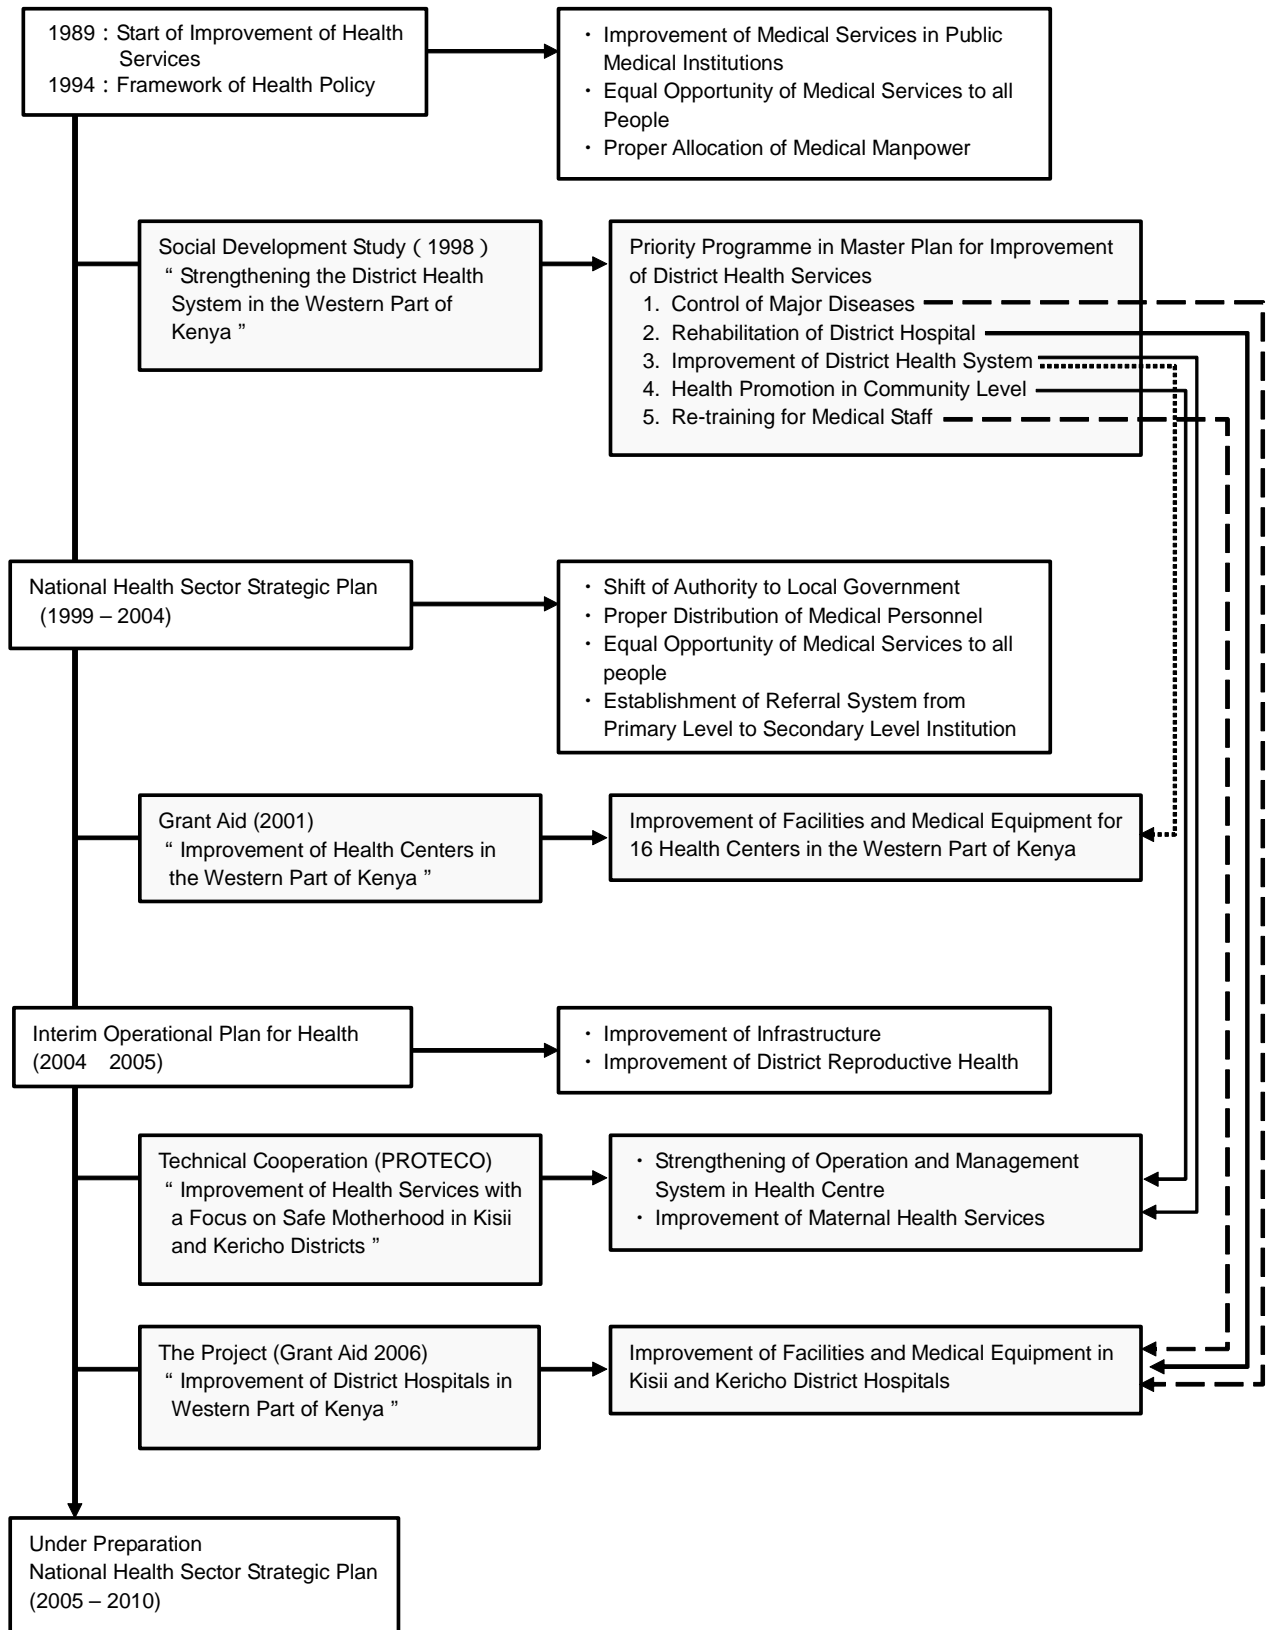 1989：Start of Improvement of Health
Services
1994：Framework of Health Policy
・ Improvement of Medical Services in Public
Medical Institutions
・ Equal Opportunity of Medical Services to all
People
・ Proper Allocation of Medical Manpower
Social Development Study（1998）
“ Strengthening the District Health
System in the Western Part of
Kenya ”
Priority Programme in Master Plan for Improvement
of District Health Services
1. Control of Major Diseases
2. Rehabilitation of District Hospital
3. Improvement of District Health System
4. Health Promotion in Community Level
5. Re-training for Medical Staff
National Health Sector Strategic Plan
(1999 – 2004)
・ Shift of Authority to Local Government
・ Proper Distribution of Medical Personnel
・ Equal Opportunity of Medical Services to all
people
・ Establishment of Referral System from
Primary Level to Secondary Level Institution
Grant Aid (2001)
“ Improvement of Health Centers in
the Western Part of Kenya ”
Improvement of Facilities and Medical Equipment for
16 Health Centers in the Western Part of Kenya
Interim Operational Plan for Health
(2004 2005)
・ Improvement of Infrastructure
・ Improvement of District Reproductive Health
Technical Cooperation (PROTECO)
“ Improvement of Health Services with
a Focus on Safe Motherhood in Kisii
and Kericho Districts ”
・ Strengthening of Operation and Management
System in Health Centre
・ Improvement of Maternal Health Services
The Project (Grant Aid 2006)
“ Improvement of District Hospitals in
Western Part of Kenya ”
Improvement of Facilities and Medical Equipment in
Kisii and Kericho District Hospitals
Under Preparation
National Health Sector Strategic Plan
(2005 – 2010)